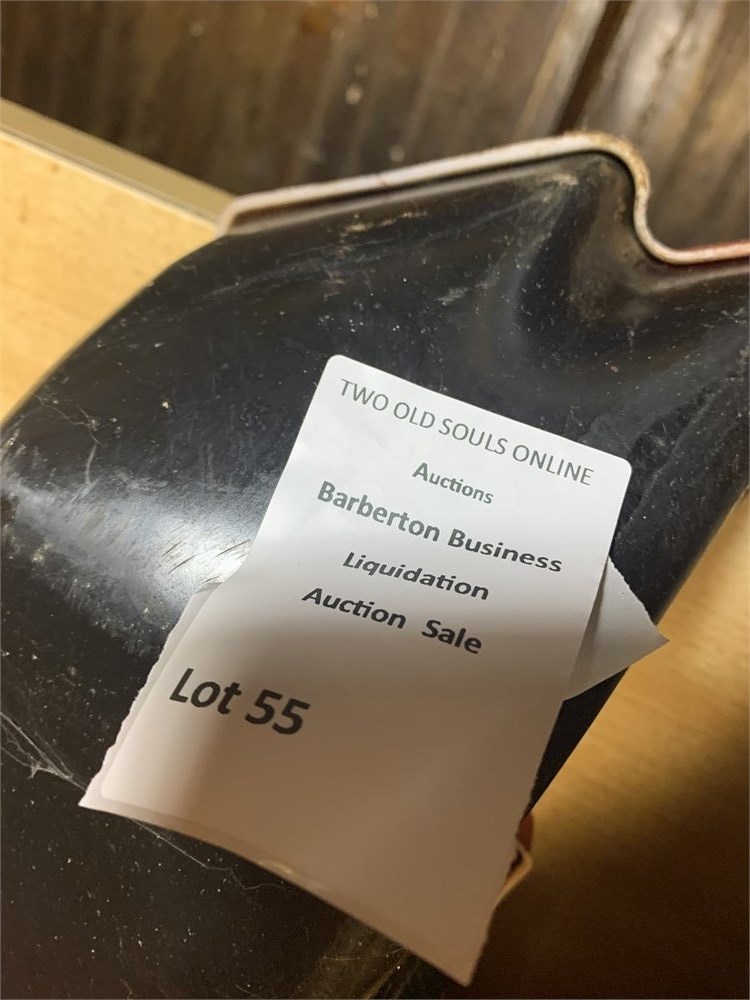 TWO OLD SOULS ONLINE
Auctions
Barberton Business
Liquidation
Auction Sale
Lot 55